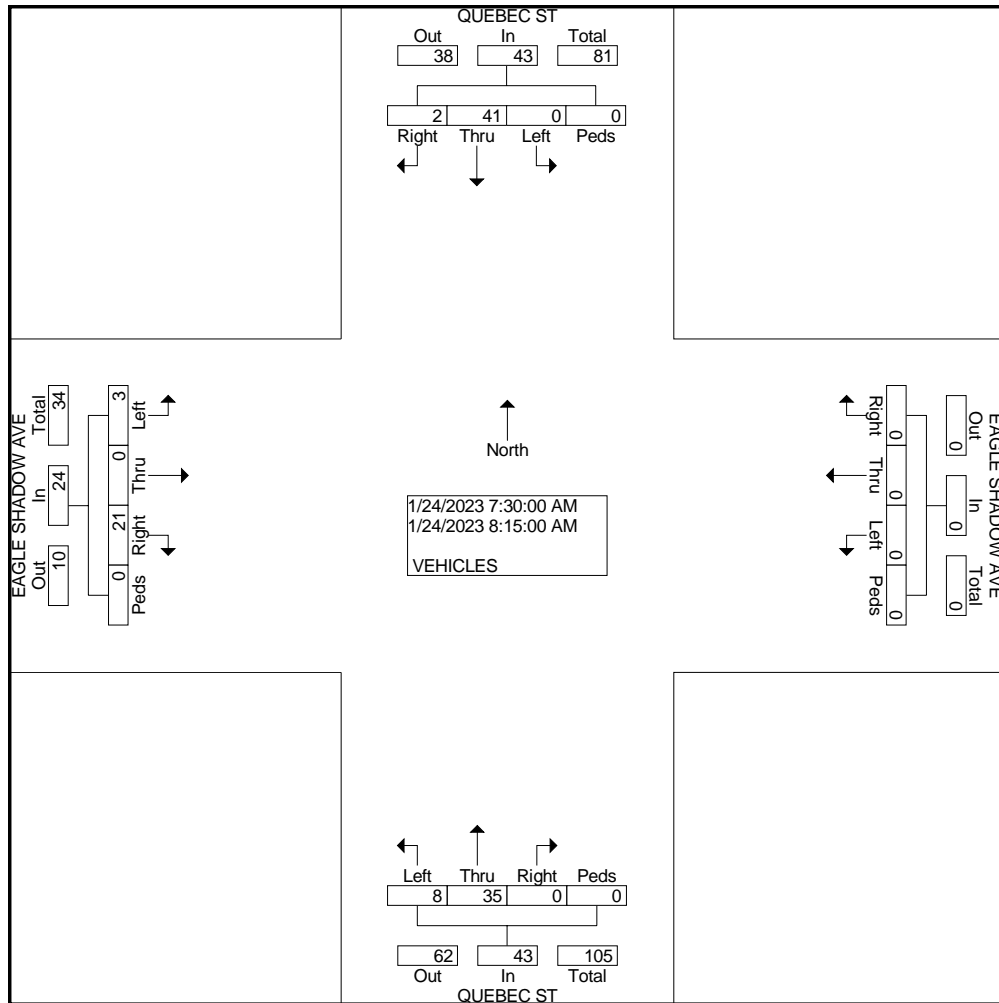 QUEBEC ST
Out In Total
38 43 81
2 41 0 0
Right Thru Left Peds
EAGLE SHADOW AVE
Total In Out
34 24 10
3 0 21 0
Left Thru Right Peds
North
1/24/2023 7:30:00 AM
1/24/2023 8:15:00 AM
VEHICLES
EAGLE SHADOW AVE
Out In Total
0 0 0
0 0 0 0
Right Thru Left Peds
Left Thru Right Peds
8 35 0 0
62 43 105
Out In Total
QUEBEC ST